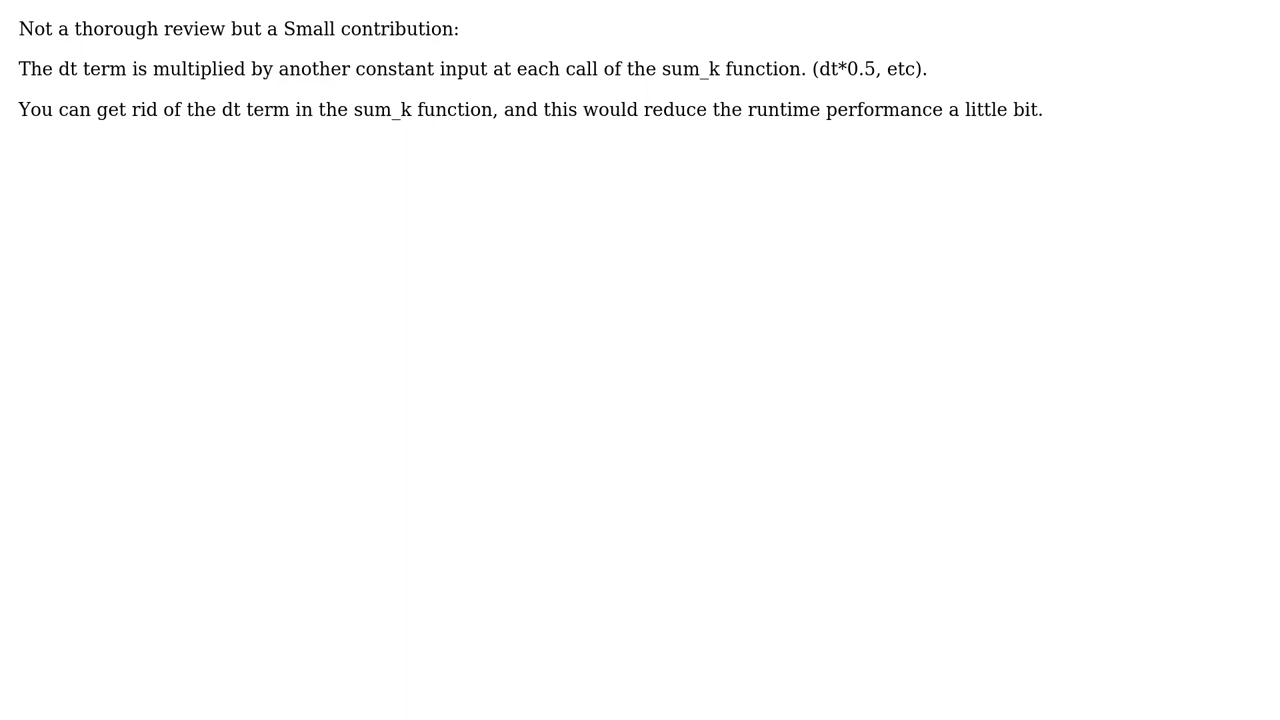 Not a thorough review but a Small contribution:
The dt term is multiplied by another constant input at each call of the sum_k function. (dt*0.5, etc).
You can get rid of the dt term in the sum_k function, and this would reduce the runtime performance a little bit.